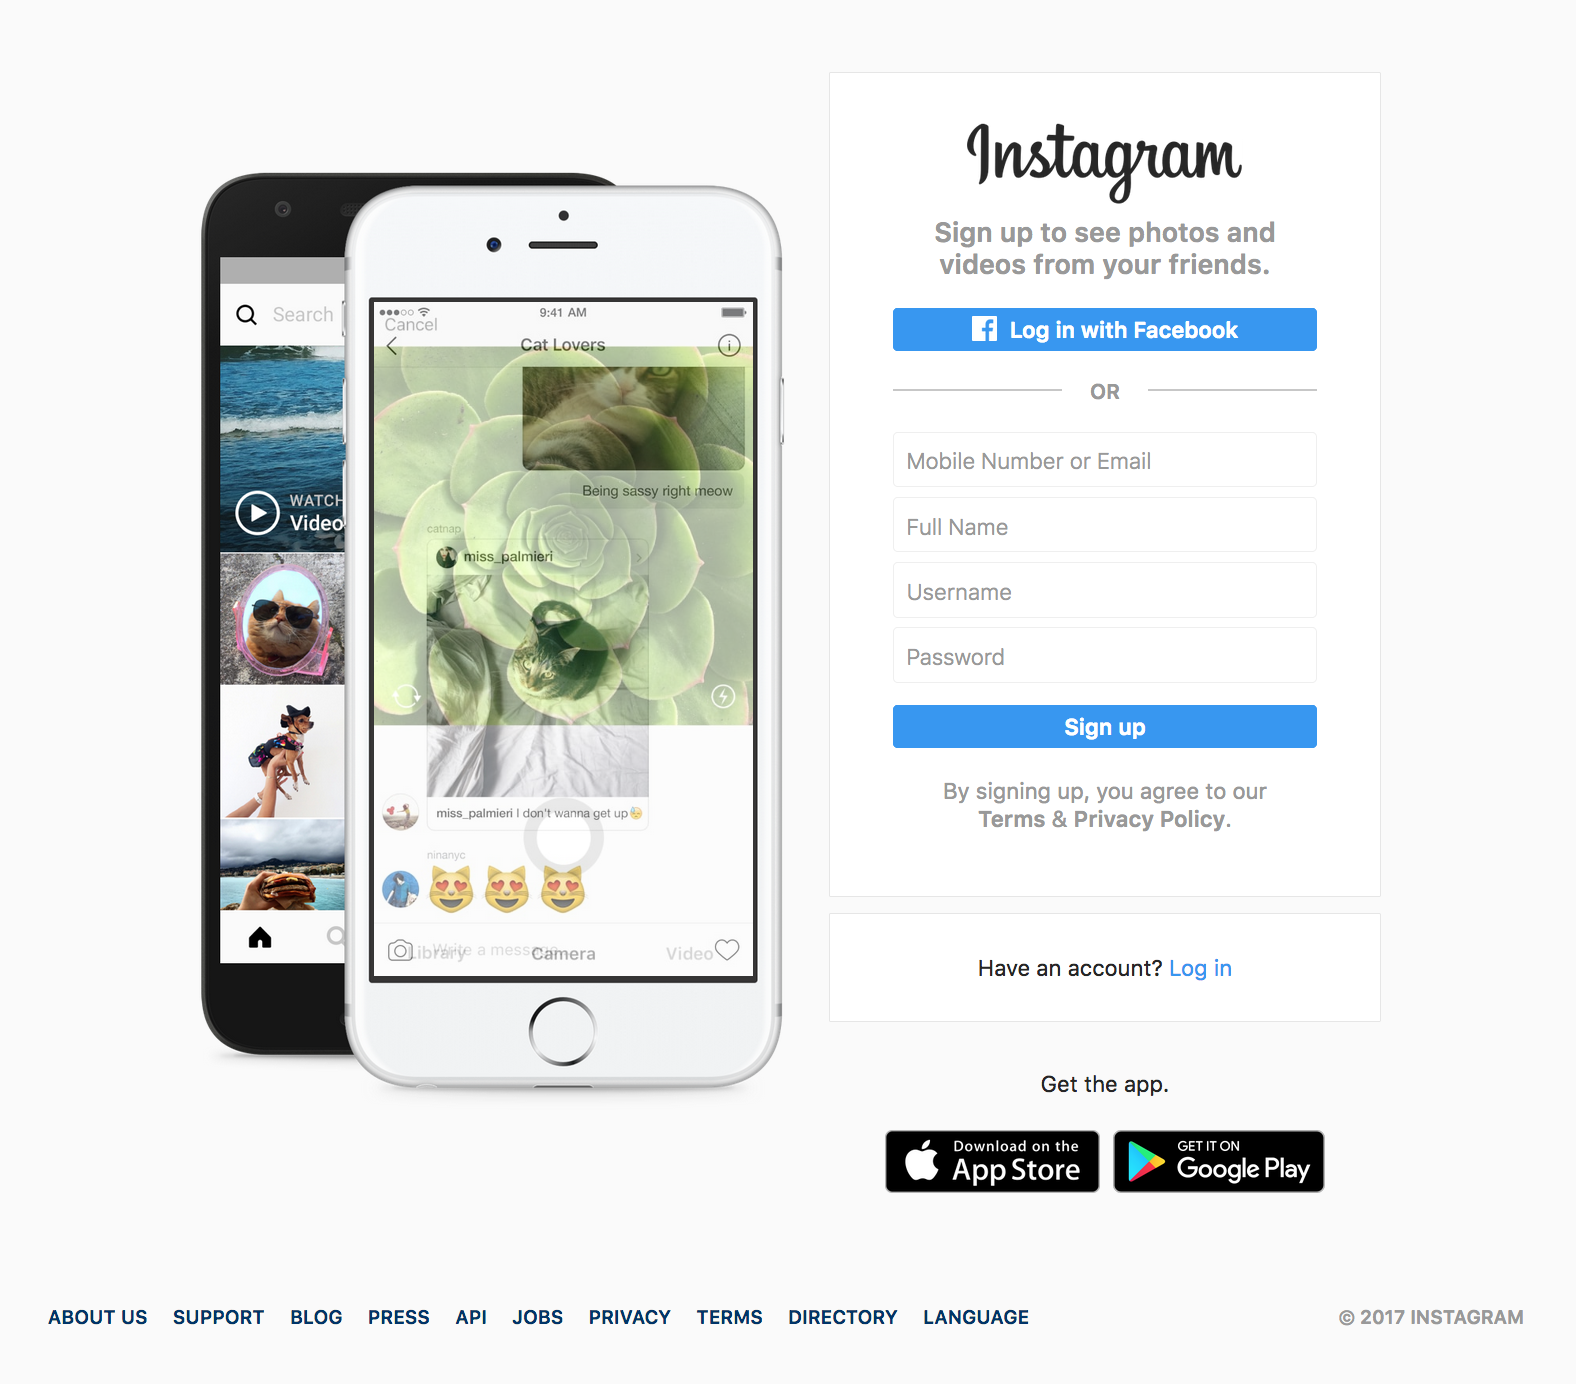 Search
WATCH
Video
9:41 AM
Cancel
Cat Lovers
Being sassy right meow
catnap
miss_palmieri
miss_palmieri I don't wanna get up
ninanyc
Write a message
Library
Camera
Video
Instagram
Sign up to see photos and
videos from your friends.
Log in with Facebook
OR
Mobile Number or Email
Full Name
Username
Password
Sign up
By signing up, you agree to our
Terms & Privacy Policy.
Have an account? Log in
Get the app.
Download on the
App Store
GET IT ON
Google Play
ABOUT US SUPPORT BLOG PRESS API JOBS PRIVACY TERMS DIRECTORY LANGUAGE
© 2017 INSTAGRAM